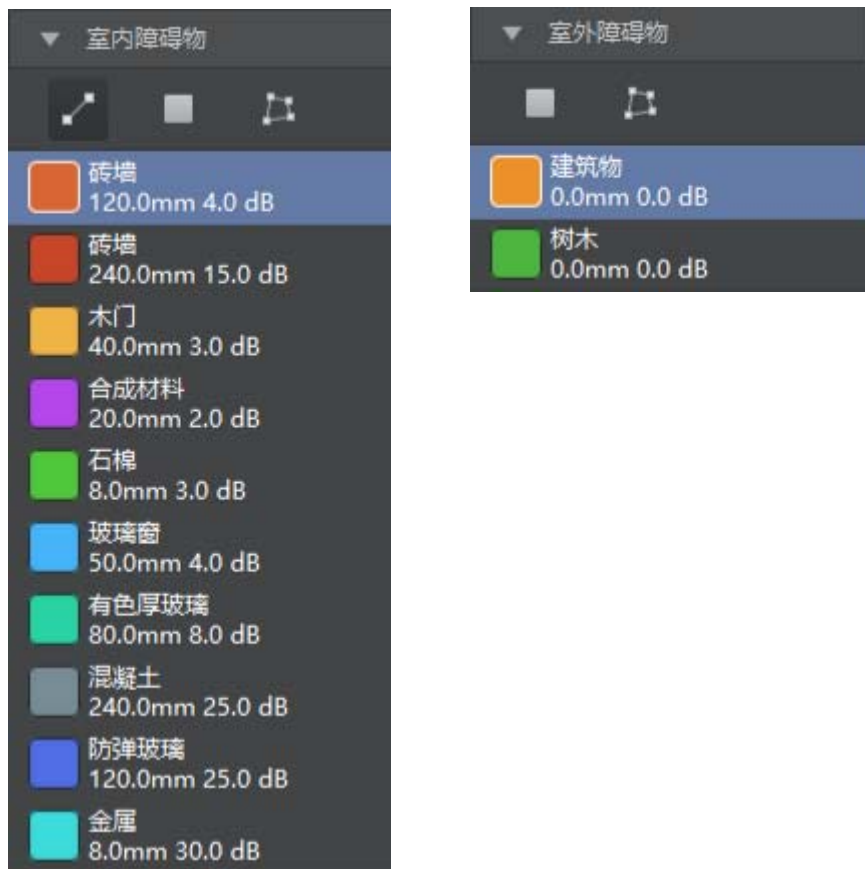 室内障碍物
砖墙
120.0mm 4.0 dB
砖墙
240.0mm 15.0 dB
木门
40.0mm 3.0 dB
合成材料
20.0mm 2.0 dB
石棉
8.0mm 3.0 dB
玻璃窗
50.0mm 4.0 dB
有色厚玻璃
80.0mm 8.0 dB
混凝土
240.0mm 25.0 dB
防弹玻璃
120.0mm 25.0 dB
金属
8.0mm 30.0 dB
室外障碍物
建筑物
0.0mm 0.0 dB
树木
0.0mm 0.0 dB